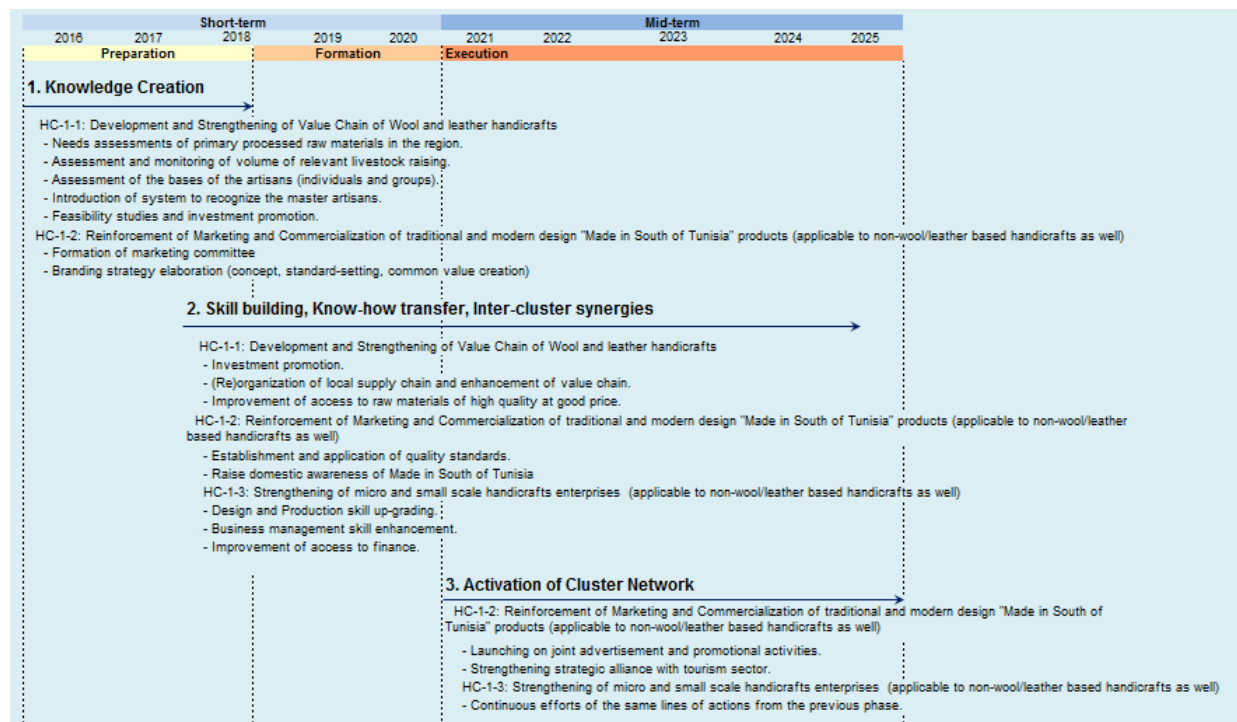 Short-term Mid-term
2016 2017 2018 2019 2020 2021 2022 2023 2024 2025
Preparation Formation Execution
1. Knowledge Creation
HC-1-1: Development and Strengthening of Value Chain of Wool and leather handicrafts
- Needs assessments of primary processed raw materials in the region.
- Assessment and monitoring of volume of relevant livestock raising.
- Assessment of the bases of the artisans (individuals and groups).
- Introduction of system to recognize the master artisans.
- Feasibility studies and investment promotion.
HC-1-2: Reinforcement of Marketing and Commercialization of traditional and modern design "Made in South of Tunisia" products (applicable to non-wool/leather based handicrafts as well)
- Formation of marketing committee
- Branding strategy elaboration (concept, standard-setting, common value creation)
2. Skill building, Know-how transfer, Inter-cluster synergies
HC-1-1: Development and Strengthening of Value Chain of Wool and leather handicrafts
- Investment promotion.
- (Re)organization of local supply chain and enhancement of value chain.
- Improvement of access to raw materials of high quality at good price.
HC-1-2: Reinforcement of Marketing and Commercialization of traditional and modern design "Made in South of Tunisia" products (applicable to non-wool/leather
based handicrafts as well)
- Establishment and application of quality standards.
- Raise domestic awareness of Made in South of Tunisia
HC-1-3: Strengthening of micro and small scale handicrafts enterprises (applicable to non-wool/leather based handicrafts as well)
- Design and Production skill up-grading.
- Business management skill enhancement.
- Improvement of access to finance.
3. Activation of Cluster Network
HC-1-2: Reinforcement of Marketing and Commercialization of traditional and modern design "Made in South of
Tunisia" products (applicable to non-wool/leather based handicrafts as well)
- Launching on joint advertisement and promotional activities.
- Strengthening strategic alliance with tourism sector.
HC-1-3: Strengthening of micro and small scale handicrafts enterprises (applicable to non-wool/leather based handicrafts as well)
- Continuous efforts of the same lines of actions from the previous phase.